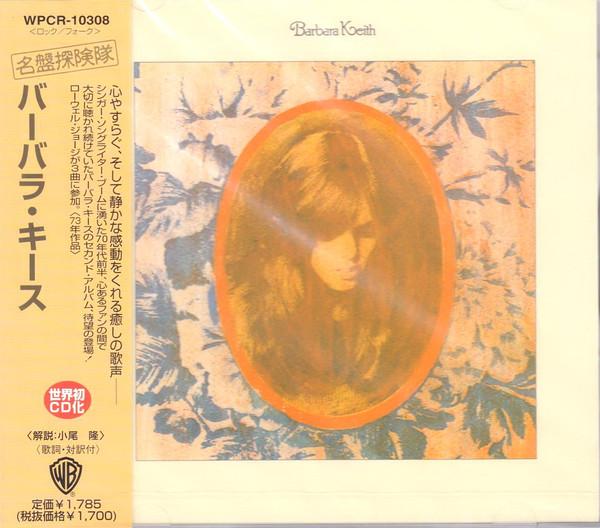 WPCR-10308
<ロック/フォーク>
名盤探険隊
バーバラ・キース
心やすらぐ、そして静かな感動をくれる癒しの歌声──
シンガー・ソングライター・ブームに湧いた70年代前半、心あるファンの間で
大切に聴かれ続けていたバーバラ・キースのセカンド・アルバム、待望の登場!
ローウェル・ジョージが3曲に参加。〈'73年作品〉
世界初
CD化
〈解説:小尾 隆〉
〈歌詞・対訳付〉
WB
定価¥1,785
(税抜価格¥1,700)
Barbara Keith